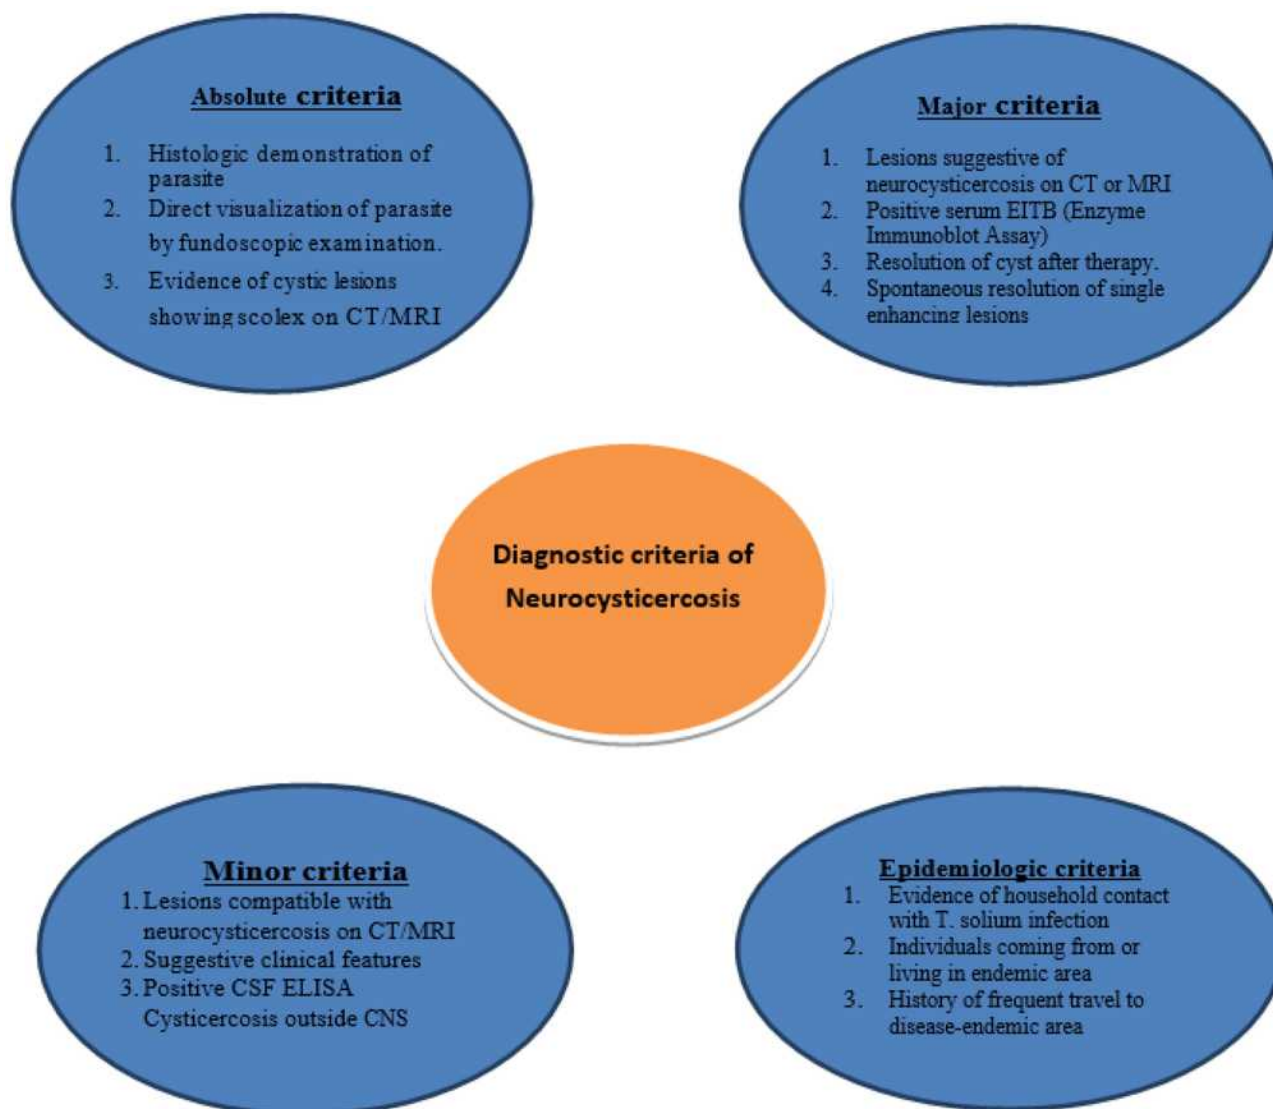 Absolute criteria
1. Histologic demonstration of
parasite
2. Direct visualization of parasite
by fundoscopic examination.
3. Evidence of cystic lesions
showing scolex on CT/MRI
Major criteria
1. Lesions suggestive of
neurocysticercosis on CT or MRI
2. Positive serum EITB (Enzyme
Immunoblot Assay)
3. Resolution of cyst after therapy.
4. Spontaneous resolution of single
enhancing lesions
Diagnostic criteria of
Neurocysticercosis
Minor criteria
1. Lesions compatible with
neurocysticercosis on CT/MRI
2. Suggestive clinical features
3. Positive CSF ELISA
Cysticercosis outside CNS
Epidemiologic criteria
1. Evidence of household contact
with T. solium infection
2. Individuals coming from or
living in endemic area
3. History of frequent travel to
disease-endemic area